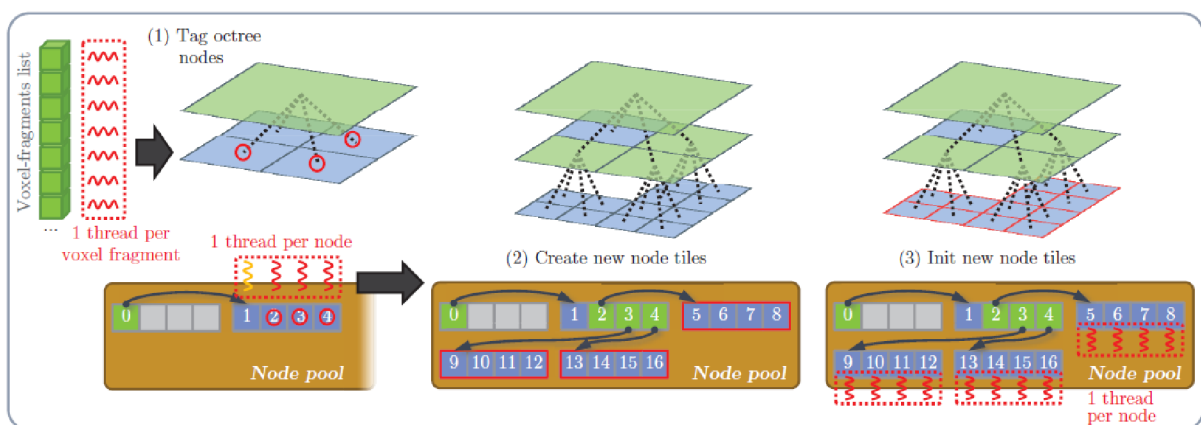 Voxel-fragments list
...
1 thread per
voxel fragment
(1) Tag octree
nodes
1 thread per node
0
1 2 3 4
Node pool
(2) Create new node tiles
0
1 2 3 4
5 6 7 8
9 10 11 12
13 14 15 16
Node pool
(3) Init new node tiles
0
1 2 3 4
5 6 7 8
9 10 11 12
13 14 15 16
Node pool
1 thread
per node